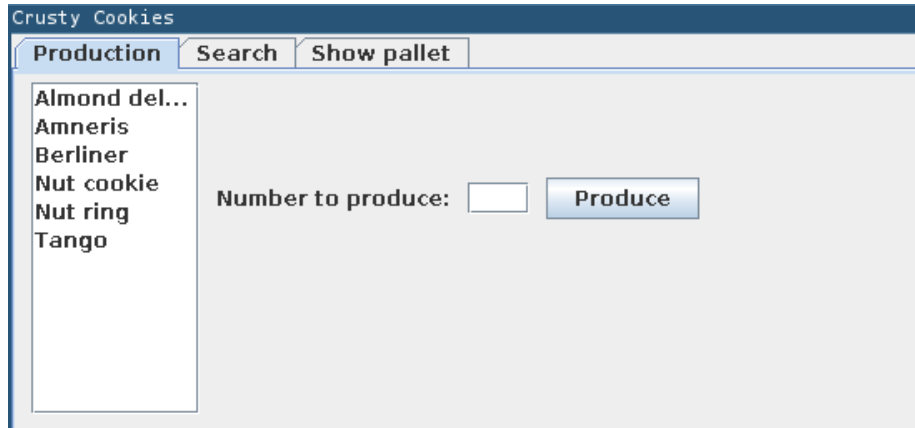 Crusty Cookies
Production Search Show pallet
Almond del...
Amneris
Berliner
Nut cookie
Nut ring
Tango
Number to produce: Produce